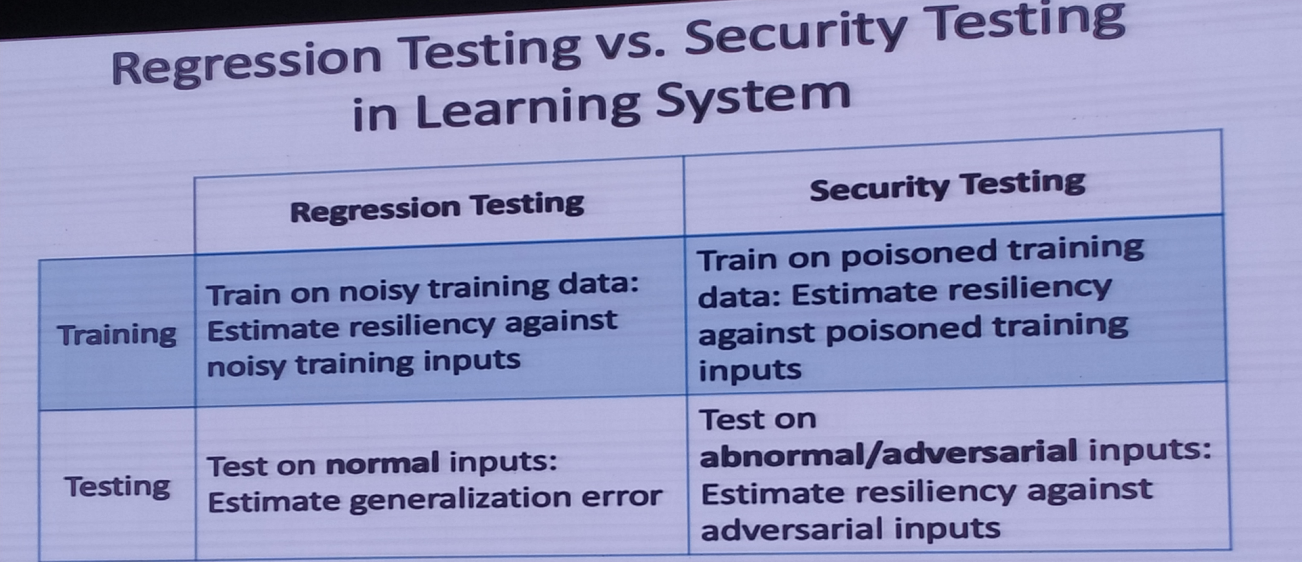 Regression Testing vs. Security Testing
in Learning System
Regression Testing
Security Testing
Training
Train on noisy training data:
Estimate resiliency against
noisy training inputs
Train on poisoned training
data: Estimate resiliency
against poisoned training
inputs
Testing
Test on normal inputs:
Estimate generalization error
Test on
abnormal/adversarial inputs:
Estimate resiliency against
adversarial inputs